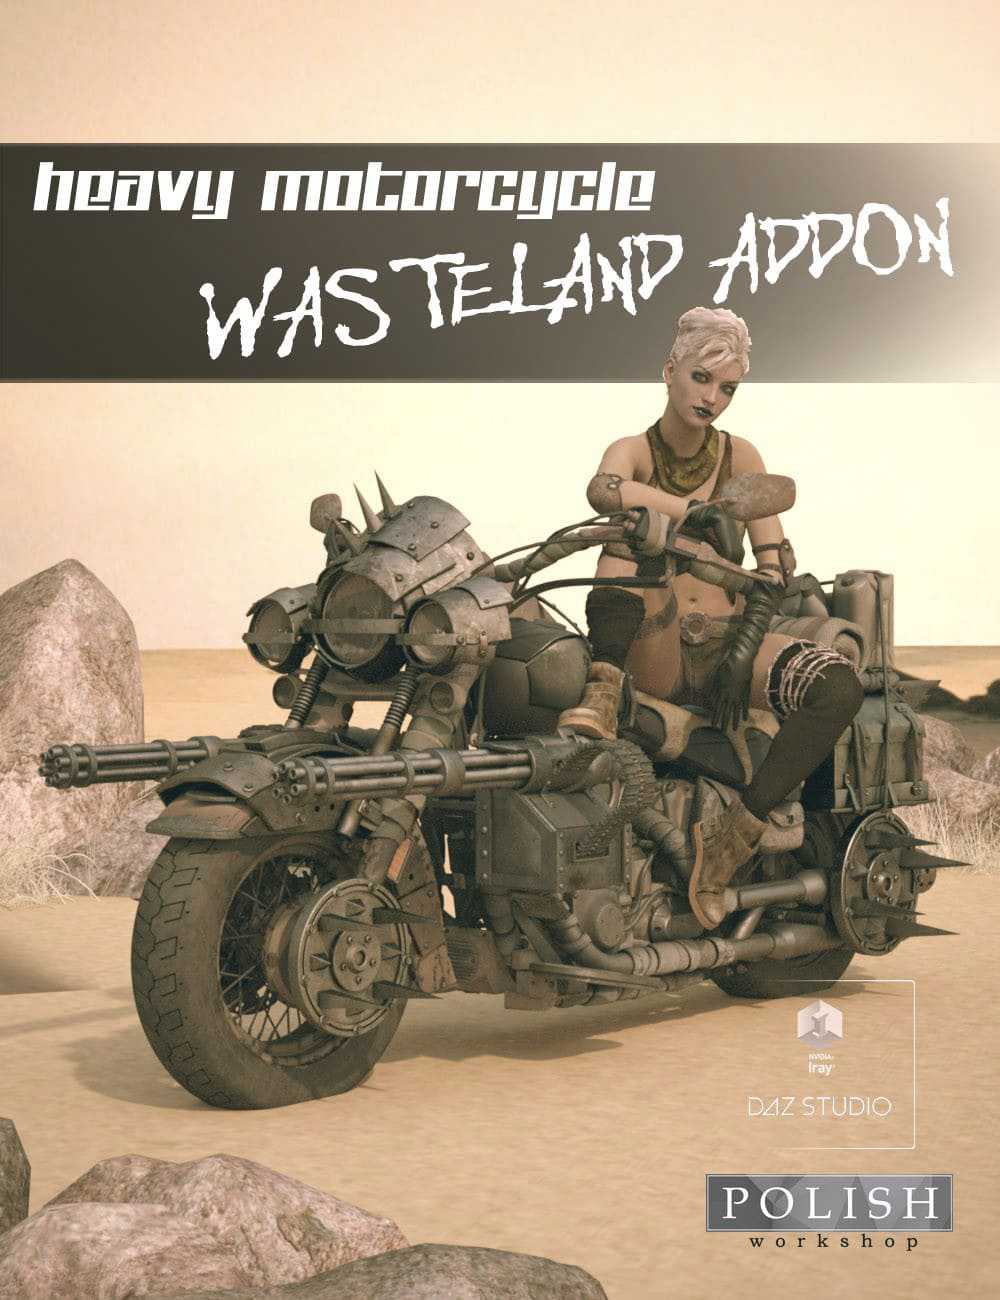 heavy motorcycle
WASTELAND ADDON
NVIDIA.
Iray
DAZ STUDIO
POLISH
workshop